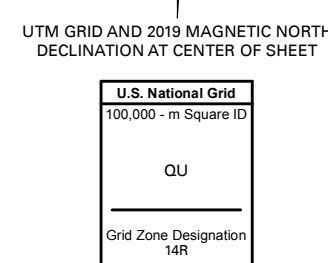 UTM GRID AND 2019 MAGNETIC NORTH
DECLINATION AT CENTER OF SHEET
U.S. National Grid
100,000 - m Square ID
QU
Grid Zone Designation
14R